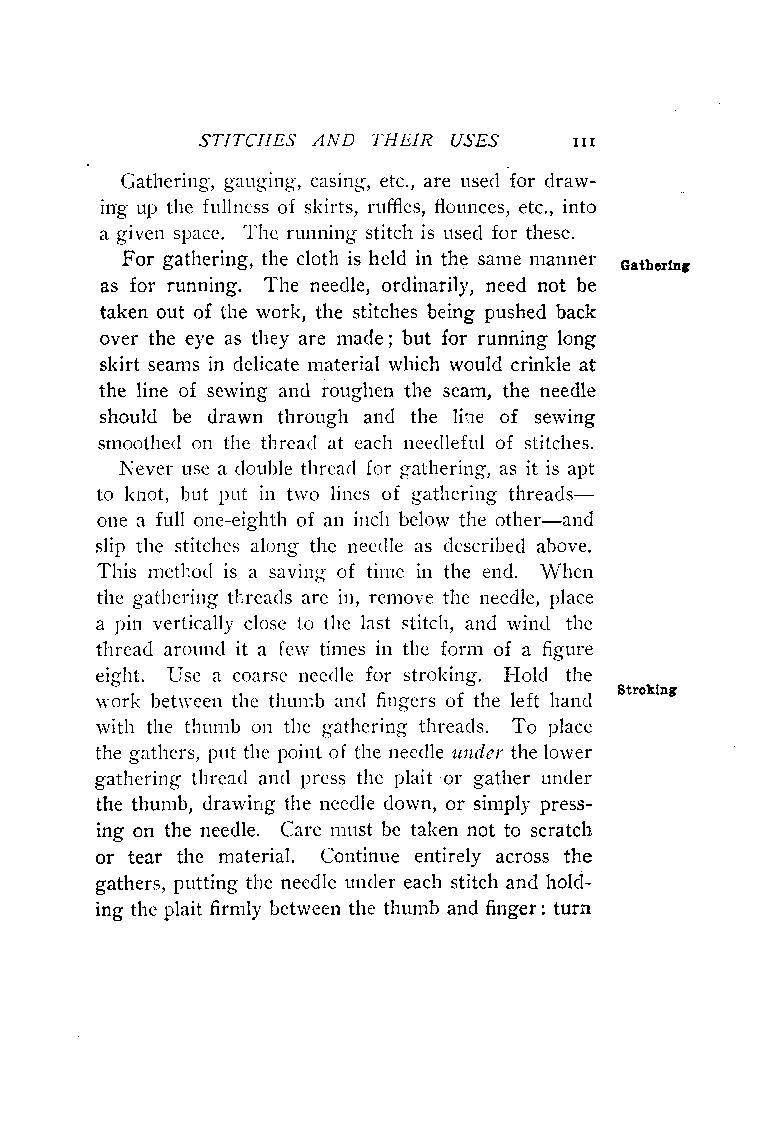 STITCHES AND THEIR USES 111
Gathering, gauging, casing, etc., are used for draw-
ing up the fullness of skirts, ruffles, flounces, etc., into
a given space. The running stitch is used for these.
For gathering, the cloth is held in the same manner
Gathering
as for running. The needle, ordinarily, need not be
taken out of the work, the stitches being pushed back
over the eye as they are made; but for running long
skirt seams in delicate material which would crinkle at
the line of sewing and roughen the seam, the needle
should be drawn through and the line of sewing
smoothed on the thread at each needleful of stitches.
Never use a double thread for gathering, as it is apt
to knot, but put in two lines of gathering threads—
one a full one-eighth of an inch below the other—and
slip the stitches along the needle as described above.
This method is a saving of time in the end. When
the gathering threads are in, remove the needle, place
a pin vertically close to the last stitch, and wind the
thread around it a few times in the form of a figure
eight. Use a coarse needle for stroking. Hold the
Stroking
work between the thumb and fingers of the left hand
with the thumb on the gathering threads. To place
the gathers, put the point of the needle under the lower
gathering thread and press the plait or gather under
the thumb, drawing the needle down, or simply press-
ing on the needle. Care must be taken not to scratch
or tear the material. Continue entirely across the
gathers, putting the needle under each stitch and hold-
ing the plait firmly between the thumb and finger: turn